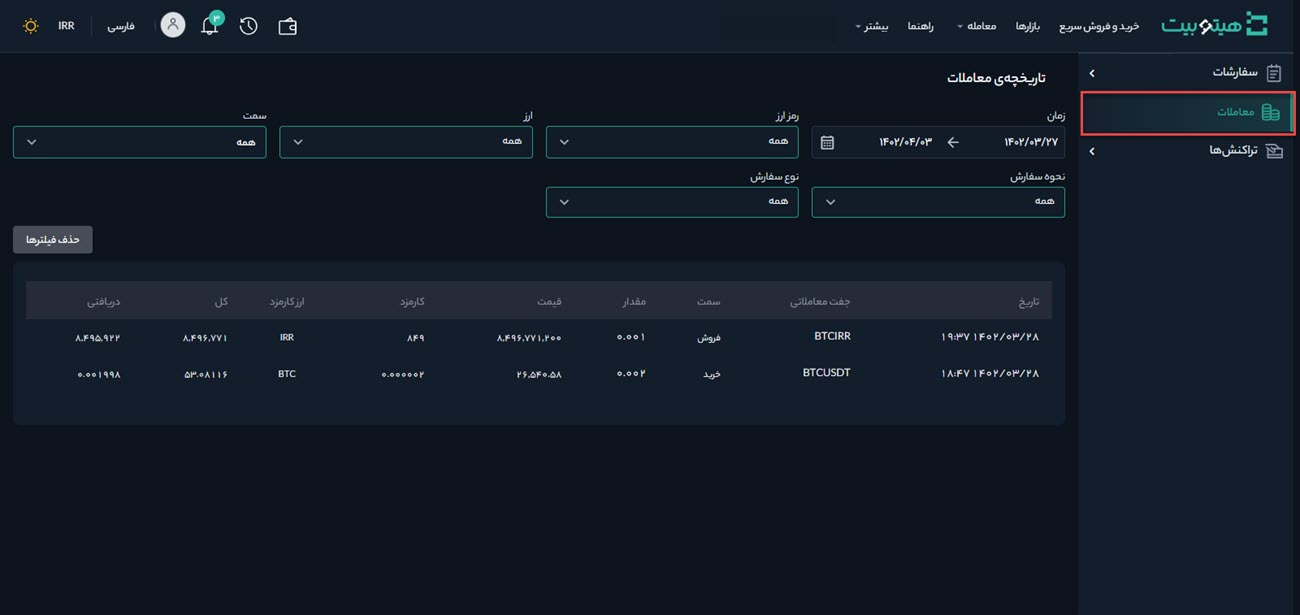 هیتوبیت خرید و فروش سریع بازارها معامله راهنما بیشتر ۳ فارسی IRR
سفارشات
معاملات
تراکنش‌ها
تاریخچه‌ی معاملات
زمان رمز ارز ارز سمت
۱۴۰۲/۰۳/۲۷ ۱۴۰۲/۰۴/۰۳ همه همه همه
نحوه سفارش نوع سفارش
همه همه
حذف فیلترها
تاریخ جفت معاملاتی سمت مقدار قیمت کارمزد ارز کارمزد کل دریافتی
۱۴۰۲/۰۳/۲۸ ۱۹:۳۷ BTCIRR فروش ۰.۰۰۱ ۸,۴۹۶,۷۷۱,۲۰۰ ۸۴۹ IRR ۸,۴۹۶,۷۷۱ ۸,۴۹۵,۹۲۲
۱۴۰۲/۰۳/۲۸ ۱۸:۴۷ BTCUSDT خرید ۰.۰۰۲ ۲۶,۵۴۰.۵۸ ۰.۰۰۰۰۰۲ BTC ۵۳.۰۸۱۱۶ ۰.۰۰۱۹۹۸